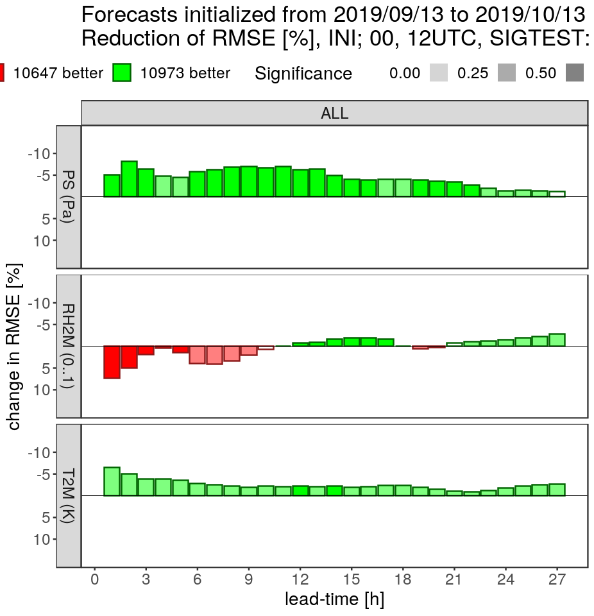 Forecasts initialized from 2019/09/13 to 2019/10/13
Reduction of RMSE [%], INI; 00, 12UTC, SIGTEST:
10647 better 10973 better Significance 0.00 0.25 0.50
ALL
change in RMSE [%]
PS (Pa)
-10
-5
5
10
RH2M (0..1)
-10
-5
5
10
T2M (K)
-10
-5
5
10
0 3 6 9 12 15 18 21 24 27
lead-time [h]